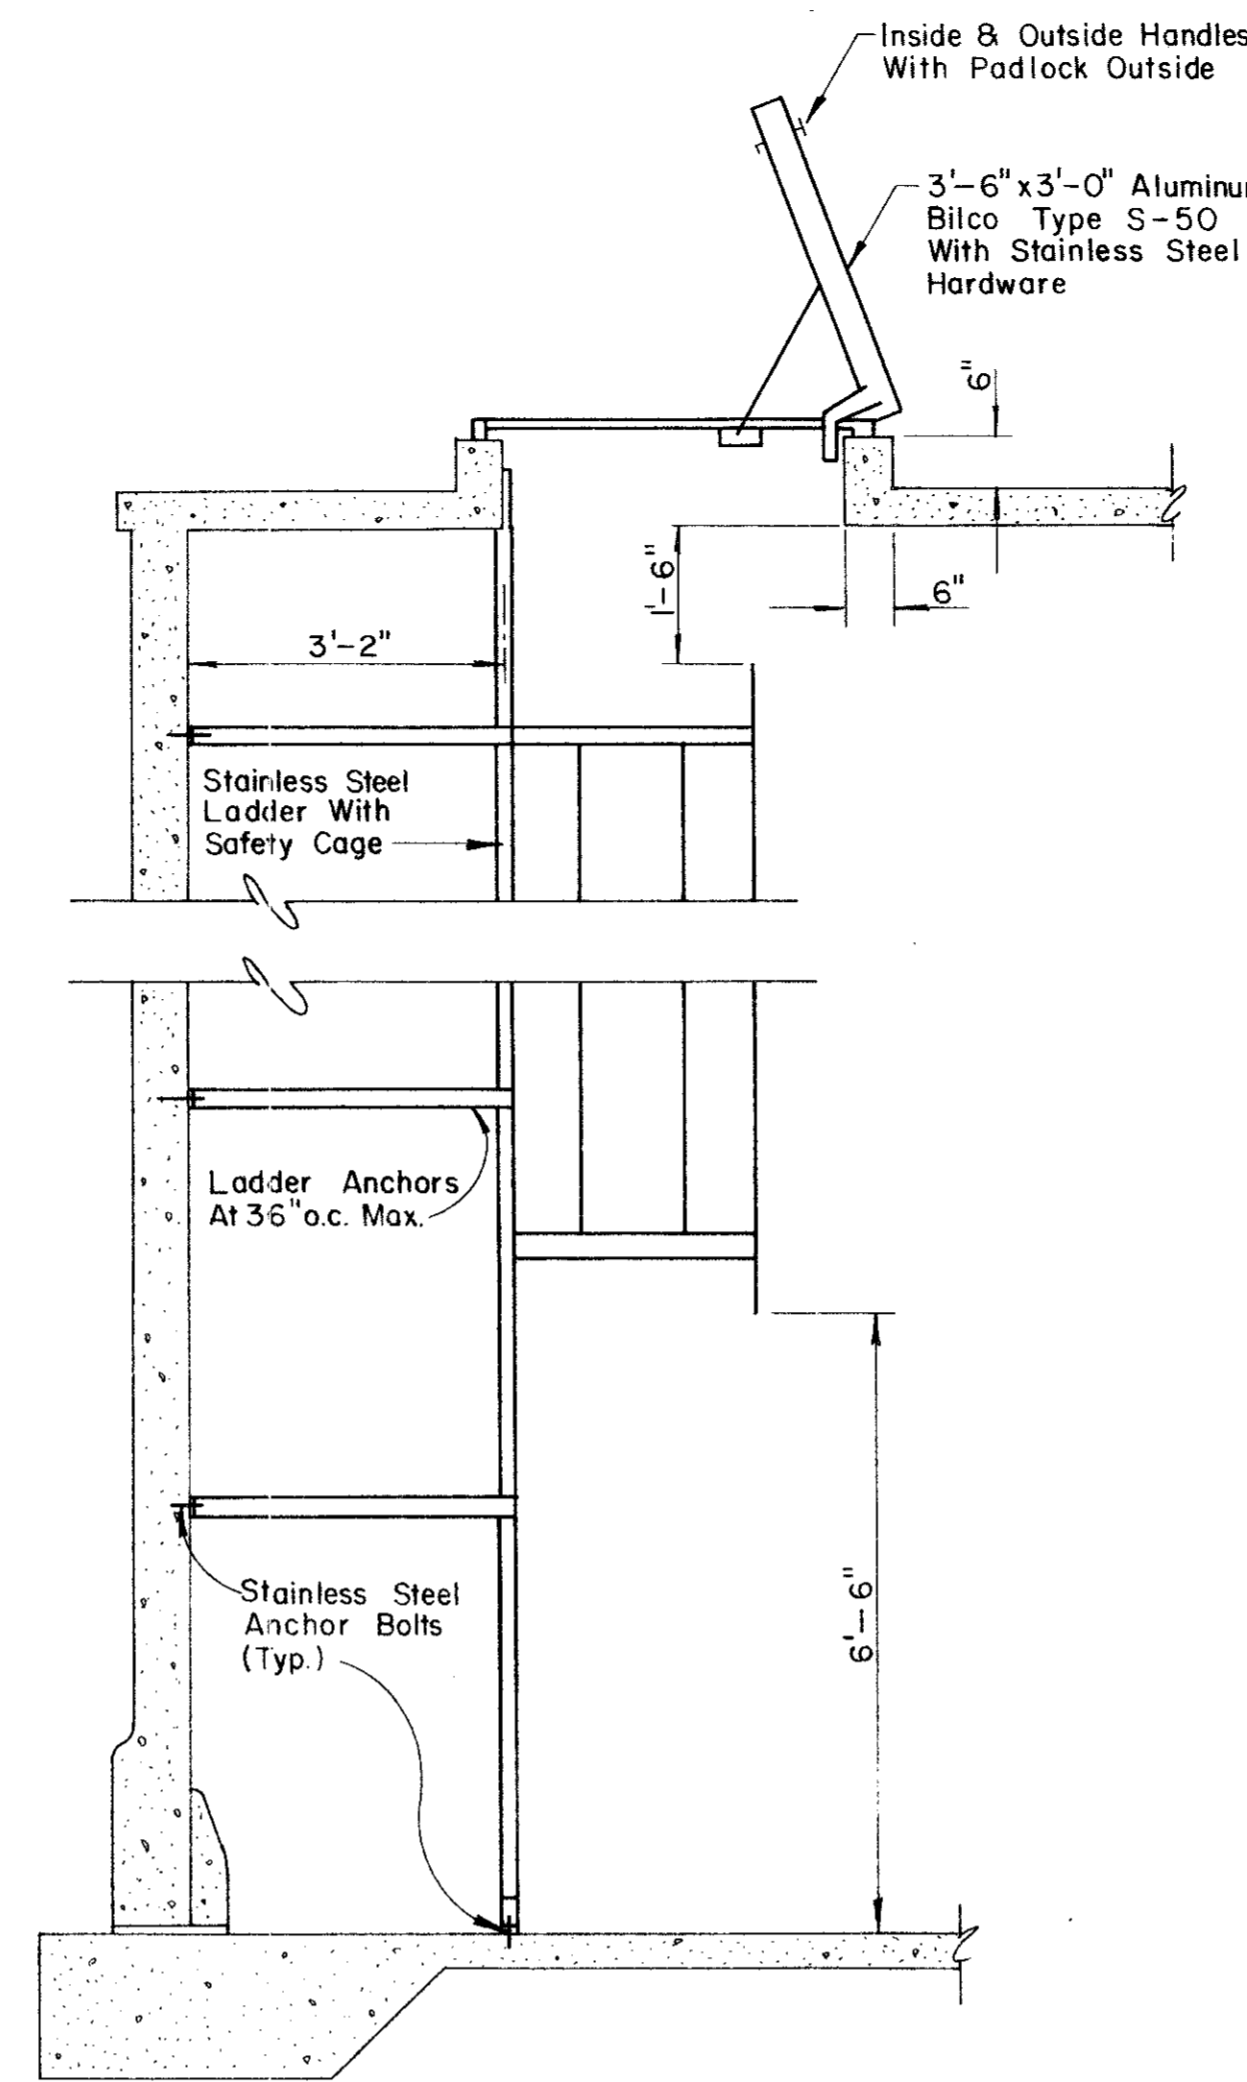 Inside & Outside Handles
With Padlock Outside
3'-6" x 3'-0" Aluminu
Bilco Type S-50
With Stainless Steel
Hardware
6"
1'-6"
6"
3'-2"
Stainless Steel
Ladder With
Safety Cage
Ladder Anchors
At 36" o.c. Max.
6'-6"
Stainless Steel
Anchor Bolts
(Typ.)